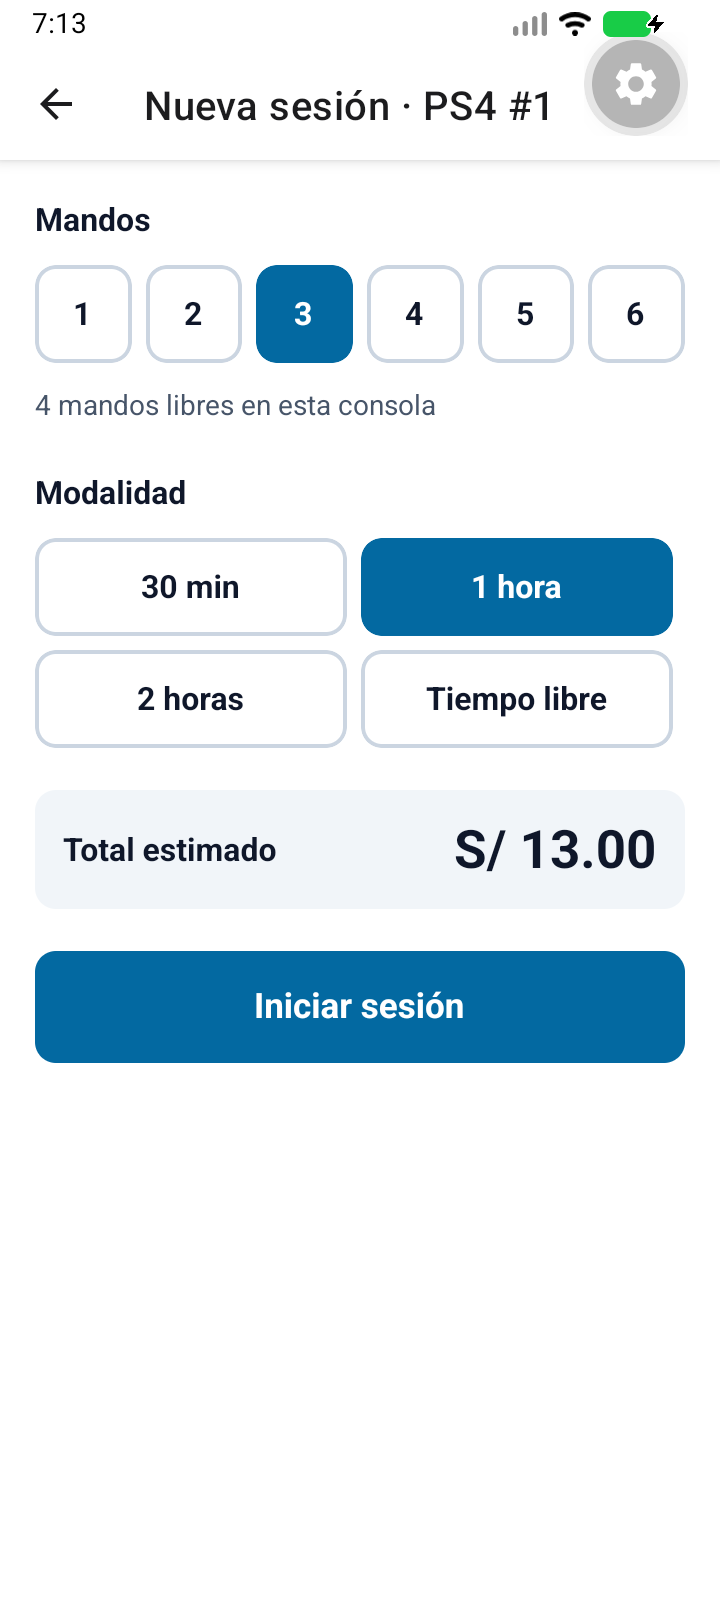 7:13
Nueva sesión · PS4 #1
Mandos
1 2 3 4 5 6
4 mandos libres en esta consola
Modalidad
30 min 1 hora
2 horas Tiempo libre
Total estimado S/ 13.00
Iniciar sesión